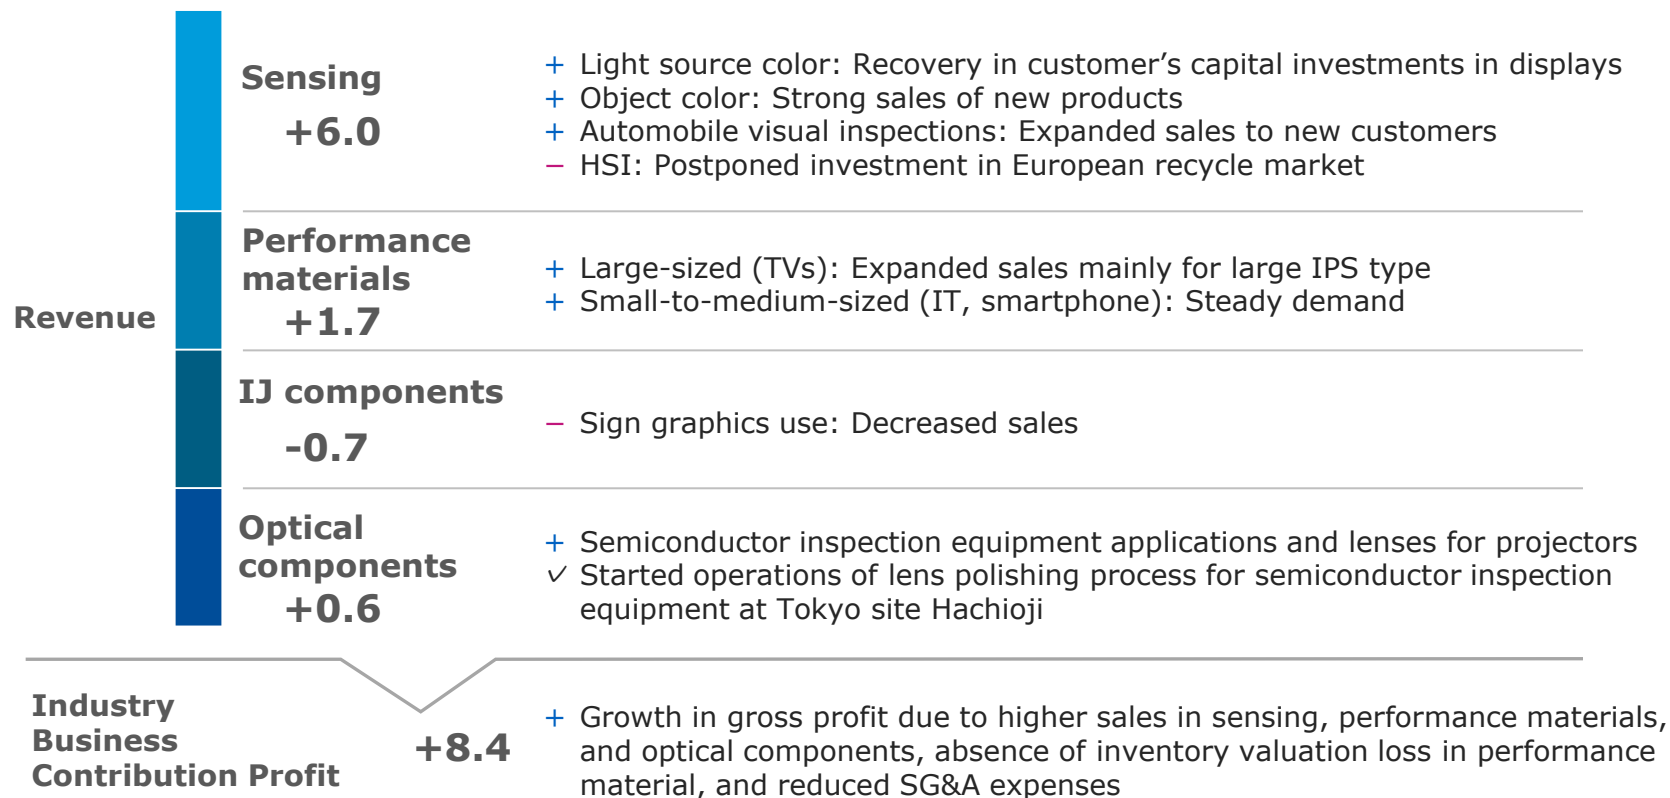 Revenue
Sensing
+6.0
+ Light source color: Recovery in customer’s capital investments in displays
+ Object color: Strong sales of new products
+ Automobile visual inspections: Expanded sales to new customers
− HSI: Postponed investment in European recycle market
Performance
materials
+1.7
+ Large-sized (TVs): Expanded sales mainly for large IPS type
+ Small-to-medium-sized (IT, smartphone): Steady demand
IJ components
-0.7
− Sign graphics use: Decreased sales
Optical
components
+0.6
+ Semiconductor inspection equipment applications and lenses for projectors
✓ Started operations of lens polishing process for semiconductor inspection
equipment at Tokyo site Hachioji
Industry
Business
Contribution Profit
+8.4
+ Growth in gross profit due to higher sales in sensing, performance materials,
and optical components, absence of inventory valuation loss in performance
material, and reduced SG&A expenses